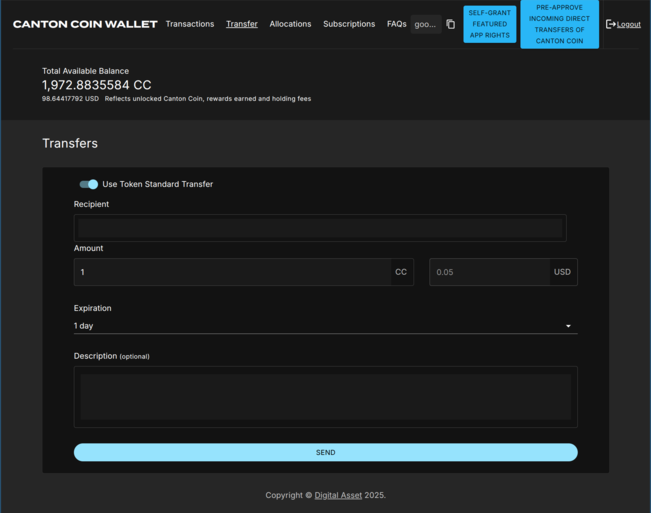 CANTON COIN WALLET Transactions Transfer Allocations Subscriptions FAQs goo... SELF-GRANT FEATURED APP RIGHTS PRE-APPROVE INCOMING DIRECT TRANSFERS OF CANTON COIN Logout
Total Available Balance
1,972.8835584 CC
98.64417792 USD Reflects unlocked Canton Coin, rewards earned and holding fees
Transfers
Use Token Standard Transfer
Recipient
Amount
1 CC 0.05 USD
Expiration
1 day
Description (optional)
SEND
Copyright © Digital Asset 2025.